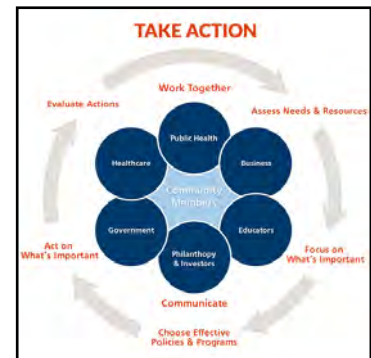 TAKE ACTION
Work Together
Evaluate Actions
Assess Needs & Resources
Public Health
Healthcare
Business
Community
Members
Government
Educators
Philanthopy
& Investors
Act on
What's Important
Focus on
What's Important
Communicate
Choose Effective
Policies & Programs